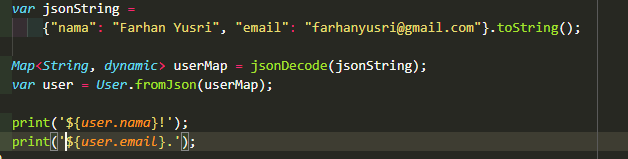 var jsonString =
{"nama": "Farhan Yusri", "email": "farhanyusri@gmail.com"}.toString();
Map<String, dynamic> userMap = jsonDecode(jsonString);
var user = User.fromJson(userMap);
print('${user.nama}!');
print('${user.email}.');